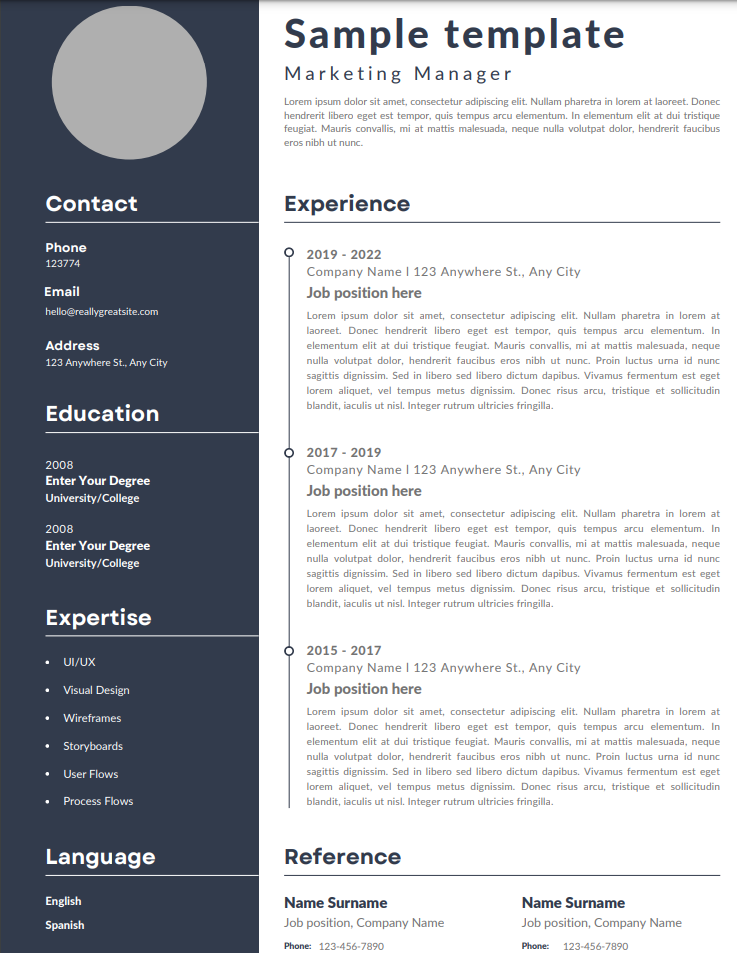 Sample template
Marketing Manager
Lorem ipsum dolor sit amet, consectetur adipiscing elit. Nullam pharetra in lorem at laoreet. Donec
hendrerit libero eget est tempor, quis tempus arcu elementum. In elementum elit at dui tristique
feugiat. Mauris convallis, mi at mattis malesuada, neque nulla volutpat dolor, hendrerit faucibus
eros nibh ut nunc.
Contact
Phone
123774
Email
hello@reallygreatsite.com
Address
123 Anywhere St., Any City
Education
2008
Enter Your Degree
University/College
2008
Enter Your Degree
University/College
Expertise
• UI/UX
• Visual Design
• Wireframes
• Storyboards
• User Flows
• Process Flows
Language
English
Spanish
Experience
2019 - 2022
Company Name l 123 Anywhere St., Any City
Job position here
Lorem ipsum dolor sit amet, consectetur adipiscing elit. Nullam pharetra in lorem at
laoreet. Donec hendrerit libero eget est tempor, quis tempus arcu elementum. In
elementum elit at dui tristique feugiat. Mauris convallis, mi at mattis malesuada, neque
nulla volutpat dolor, hendrerit faucibus eros nibh ut nunc. Proin luctus urna id nunc
sagittis dignissim. Sed in libero sed libero dictum dapibus. Vivamus fermentum est eget
lorem aliquet, vel tempus metus dignissim. Donec risus arcu, tristique et sollicitudin
blandit, iaculis ut nisl. Integer rutrum ultricies fringilla.
2017 - 2019
Company Name l 123 Anywhere St., Any City
Job position here
Lorem ipsum dolor sit amet, consectetur adipiscing elit. Nullam pharetra in lorem at
laoreet. Donec hendrerit libero eget est tempor, quis tempus arcu elementum. In
elementum elit at dui tristique feugiat. Mauris convallis, mi at mattis malesuada, neque
nulla volutpat dolor, hendrerit faucibus eros nibh ut nunc. Proin luctus urna id nunc
sagittis dignissim. Sed in libero sed libero dictum dapibus. Vivamus fermentum est eget
lorem aliquet, vel tempus metus dignissim. Donec risus arcu, tristique et sollicitudin
blandit, iaculis ut nisl. Integer rutrum ultricies fringilla.
2015 - 2017
Company Name l 123 Anywhere St., Any City
Job position here
Lorem ipsum dolor sit amet, consectetur adipiscing elit. Nullam pharetra in lorem at
laoreet. Donec hendrerit libero eget est tempor, quis tempus arcu elementum. In
elementum elit at dui tristique feugiat. Mauris convallis, mi at mattis malesuada, neque
nulla volutpat dolor, hendrerit faucibus eros nibh ut nunc. Proin luctus urna id nunc
sagittis dignissim. Sed in libero sed libero dictum dapibus. Vivamus fermentum est eget
lorem aliquet, vel tempus metus dignissim. Donec risus arcu, tristique et sollicitudin
blandit, iaculis ut nisl. Integer rutrum ultricies fringilla.
Reference
Name Surname
Job position, Company Name
Phone: 123-456-7890
Name Surname
Job position, Company Name
Phone: 123-456-7890